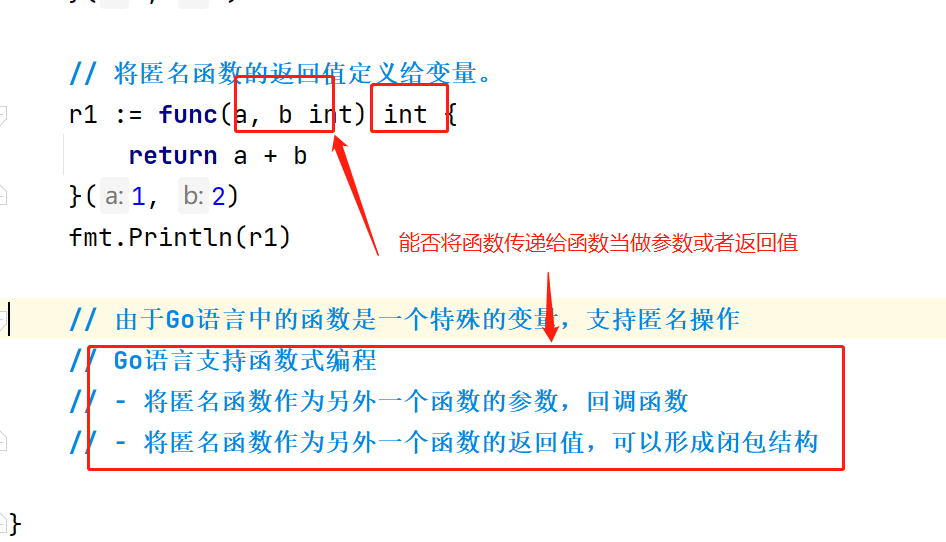 // 将匿名函数的返回值定义给变量。
r1 := func(a, b int) int {
return a + b
}(a: 1, b: 2)
fmt.Println(r1)
能否将函数传递给函数当做参数或者返回值
// 由于Go语言中的函数是一个特殊的变量，支持匿名操作
// Go语言支持函数式编程
// - 将匿名函数作为另外一个函数的参数，回调函数
// - 将匿名函数作为另外一个函数的返回值，可以形成闭包结构
}